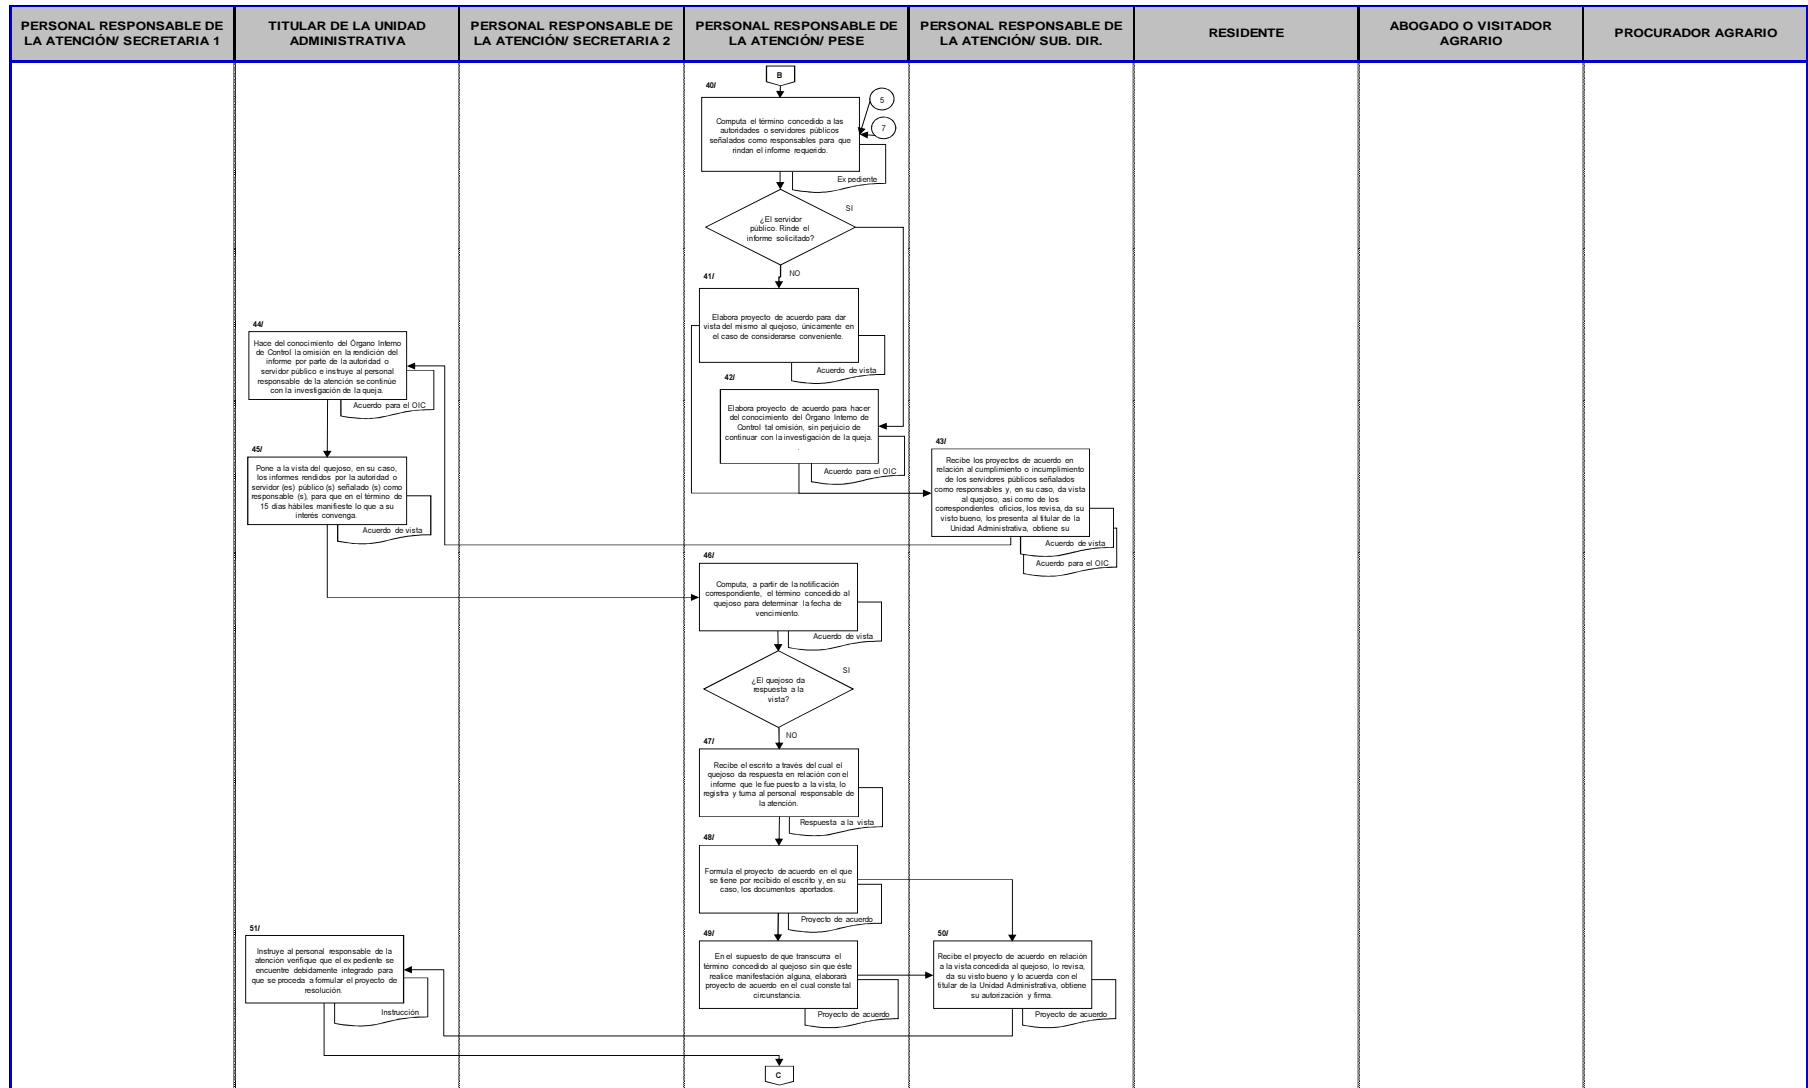 PERSONAL RESPONSABLE DE
LA ATENCIÓN/ SECRETARIA 1
TITULAR DE LA UNIDAD
ADMINISTRATIVA
PERSONAL RESPONSABLE DE
LA ATENCIÓN/ SECRETARIA 2
PERSONAL RESPONSABLE DE
LA ATENCIÓN/ PESE
PERSONAL RESPONSABLE DE
LA ATENCIÓN/ SUB. DIR.
RESIDENTE
ABOGADO O VISITADOR
AGRARIO
PROCURADOR AGRARIO
B
40/
5
7
Computa el término concedido a las
autoridades o servidores públicos
señalados como responsables para que
rindan el informe requerido.
Expediente
¿El servidor
público. Rinde el
informe solicitado?
SI
NO
41/
Elabora proyecto de acuerdo para dar
vista del mismo al quejoso, únicamente en
el caso de considerarse conveniente.
Acuerdo de vista
42/
Elabora proyecto de acuerdo para hacer
del conocimiento del Órgano Interno de
Control tal omisión, sin perjuicio de
continuar con la investigación de la queja.
.
Acuerdo para el OIC
43/
Recibe los proyectos de acuerdo en
relación al cumplimiento o incumplimiento
de los servidores públicos señalados
como responsables y, en su caso, da vista
al quejoso, así como de los
correspondientes oficios, los revisa, da su
visto bueno, los presenta al titular de la
Unidad Administrativa, obtiene su
Acuerdo de vista
Acuerdo para el OIC
44/
Hace del conocimiento del Órgano Interno
de Control la omisión en la rendición del
informe por parte de la autoridad o
servidor público e instruye al personal
responsable de la atención se continúe
con la investigación de la queja.
Acuerdo para el OIC
45/
Pone a la vista del quejoso, en su caso,
los informes rendidos por la autoridad o
servidor (es) público (s) señalado (s) como
responsable (s), para que en el término de
15 días hábiles manifieste lo que a su
interés convenga.
Acuerdo de vista
46/
Computa, a partir de la notificación
correspondiente, el término concedido al
quejoso para determinar la fecha de
vencimiento.
Acuerdo de vista
¿El quejoso da
respuesta a la
vista?
SI
NO
47/
Recibe el escrito a través del cual el
quejoso da respuesta en relación con el
informe que le fue puesto a la vista, lo
registra y turna al personal responsable de
la atención.
Respuesta a la vista
48/
Formula el proyecto de acuerdo en el que
se tiene por recibido el escrito y, en su
caso, los documentos aportados.
Proyecto de acuerdo
49/
En el supuesto de que transcurra el
término concedido al quejoso sin que éste
realice manifestación alguna, elaborará
proyecto de acuerdo en el cual conste tal
circunstancia.
Proyecto de acuerdo
50/
Recibe el proyecto de acuerdo en relación
a la vista concedida al quejoso, lo revisa,
da su visto bueno y lo acuerda con el
titular de la Unidad Administrativa, obtiene
su autorización y firma.
Proyecto de acuerdo
51/
Instruye al personal responsable de la
atención verifique que el expediente se
encuentre debidamente integrado para
que se proceda a formular el proyecto de
resolución.
Instrucción
C